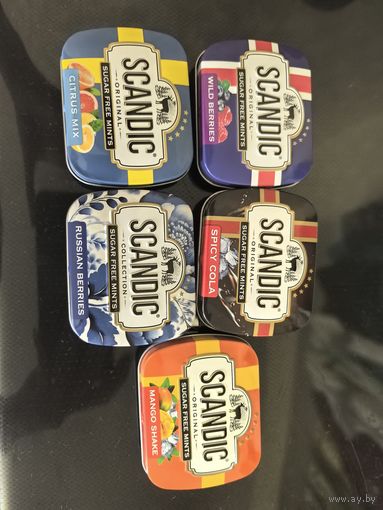 SCANDIC®
ORIGINAL
SUGAR FREE MINTS
CITRUS MIX
SCANDIC®
ORIGINAL
SUGAR FREE MINTS
WILD BERRIES
SCANDIC®
COLLECTION
SUGAR FREE MINTS
RUSSIAN BERRIES
SCANDIC®
ORIGINAL
SUGAR FREE MINTS
SPICY COLA
SCANDIC®
ORIGINAL
SUGAR FREE MINTS
MANGO SHAKE
© www.ay.by